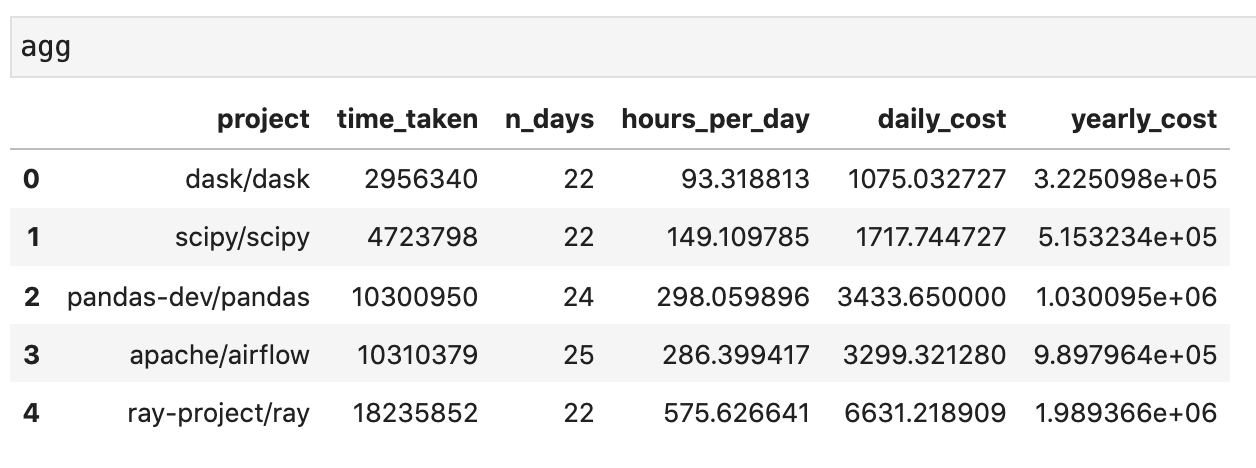 agg
project time_taken n_days hours_per_day daily_cost yearly_cost
0 dask/dask 2956340 22 93.318813 1075.032727 3.225098e+05
1 scipy/scipy 4723798 22 149.109785 1717.744727 5.153234e+05
2 pandas-dev/pandas 10300950 24 298.059896 3433.650000 1.030095e+06
3 apache/airflow 10310379 25 286.399417 3299.321280 9.897964e+05
4 ray-project/ray 18235852 22 575.626641 6631.218909 1.989366e+06